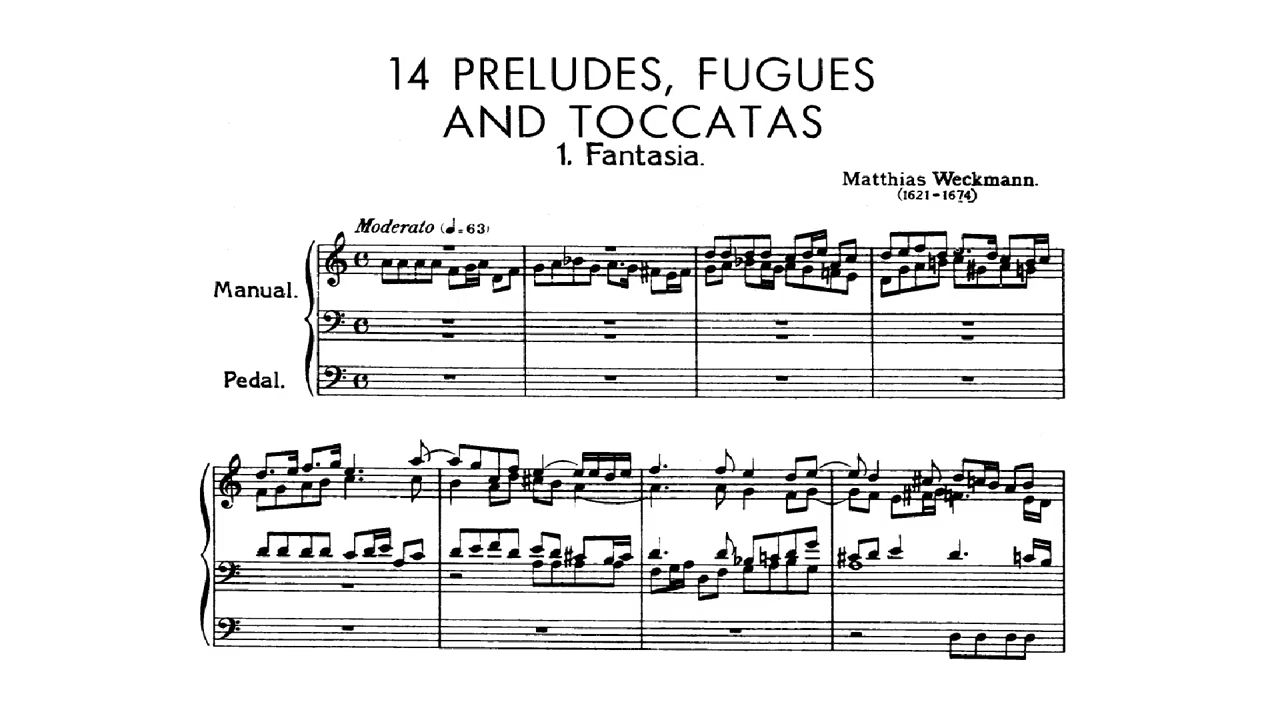 14 PRELUDES, FUGUES
AND TOCCATAS
1. Fantasia.
Matthias Weckmann.
(1621-1674)
Moderato (♩=63)
Manual.
Pedal.